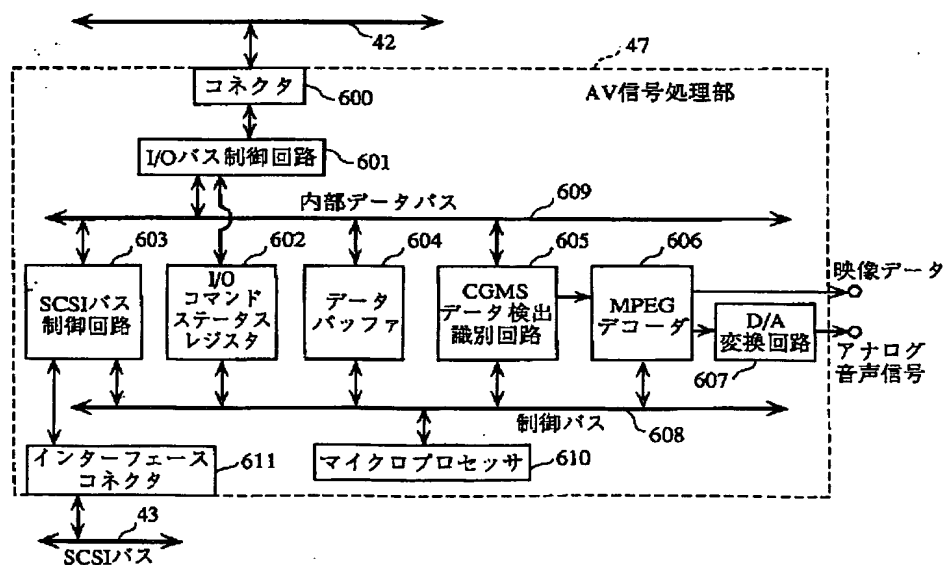 42
47
コネクタ
600
AV信号処理部
I/Oバス制御回路
601
内部データバス
609
603
602
604
605
606
SCSIバス
制御回路
I/O
コマンド
ステータス
レジスタ
データ
バッファ
CGMS
データ検出
識別回路
MPEG
デコーダ
D/A
変換回路
607
映像データ
アナログ
音声信号
制御バス
608
インターフェース
コネクタ
611
マイクロプロセッサ
610
43
SCSIバス